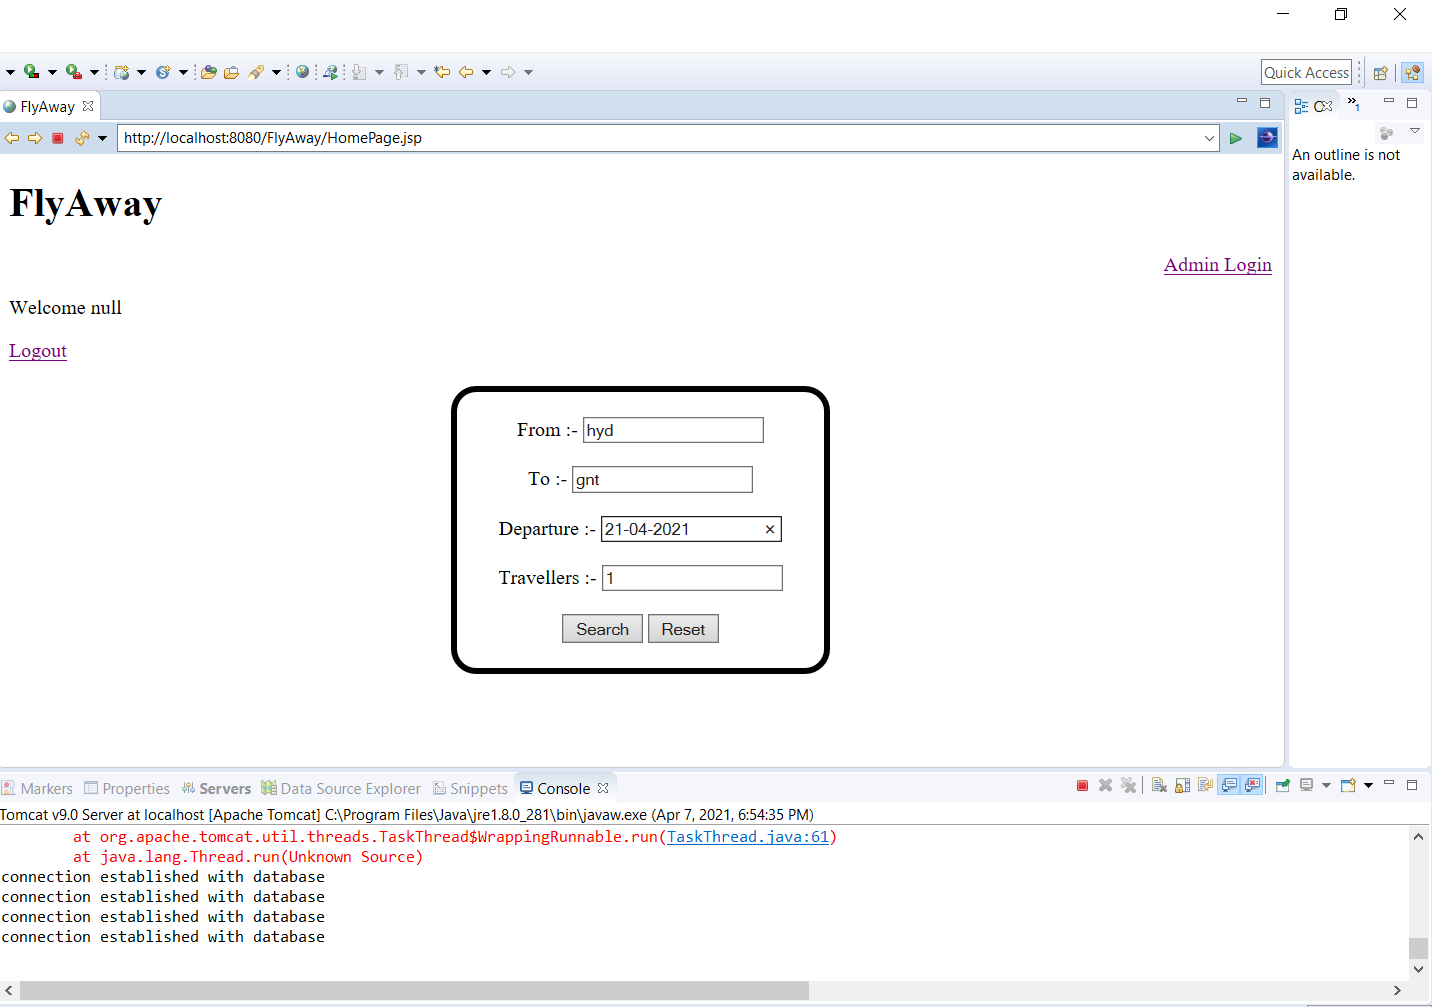 Quick Access
FlyAway
http://localhost:8080/FlyAway/HomePage.jsp
An outline is not
available.
FlyAway
Admin Login
Welcome null
Logout
From :- hyd
To :- gnt
Departure :- 21-04-2021
Travellers :- 1
Search Reset
Markers Properties Servers Data Source Explorer Snippets Console
Tomcat v9.0 Server at localhost [Apache Tomcat] C:\Program Files\Java\jre1.8.0_281\bin\javaw.exe (Apr 7, 2021, 6:54:35 PM)
at org.apache.tomcat.util.threads.TaskThread$WrappingRunnable.run(TaskThread.java:61)
at java.lang.Thread.run(Unknown Source)
connection established with database
connection established with database
connection established with database
connection established with database